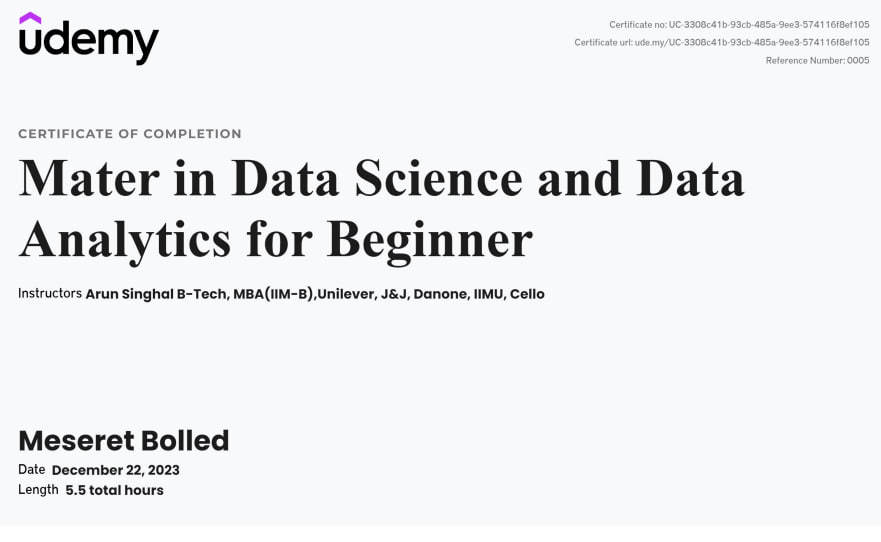 udemy
Certificate no: UC-3308c41b-93cb-485a-9ee3-574116f8ef105
Certificate url: ude.my/UC-3308c41b-93cb-485a-9ee3-574116f8ef105
Reference Number: 0005
CERTIFICATE OF COMPLETION
Mater in Data Science and Data
Analytics for Beginner
Instructors Arun Singhal B-Tech, MBA(IIM-B),Unilever, J&J, Danone, IIMU, Cello
Meseret Bolled
Date December 22, 2023
Length 5.5 total hours